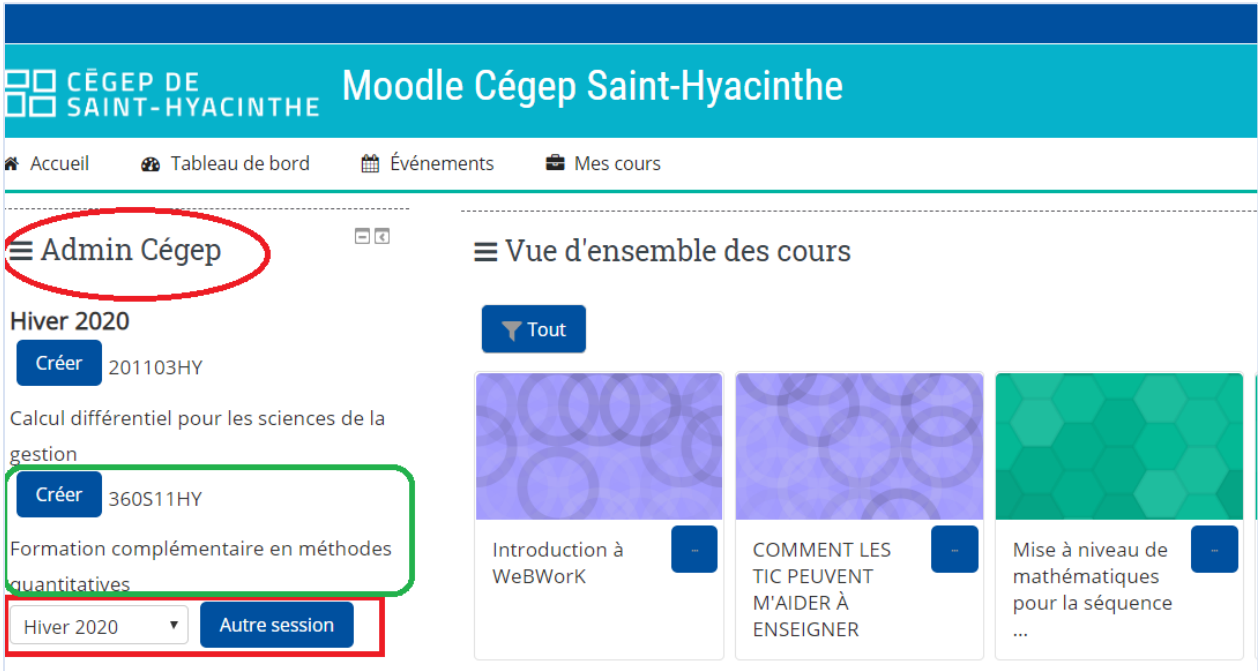 CĒGEP DE
SAINT-HYACINTHE
Moodle Cégep Saint-Hyacinthe
Accueil
Tableau de bord
Événements
Mes cours
Admin Cégep
Hiver 2020
Créer
201103HY
Calcul différentiel pour les sciences de la
gestion
Créer
360S11HY
Formation complémentaire en méthodes
quantitatives
Hiver 2020
Autre session
Vue d'ensemble des cours
Tout
Introduction à
WeBWorK
...
COMMENT LES
TIC PEUVENT
M'AIDER À
ENSEIGNER
...
Mise à niveau de
mathématiques
pour la séquence
...
...